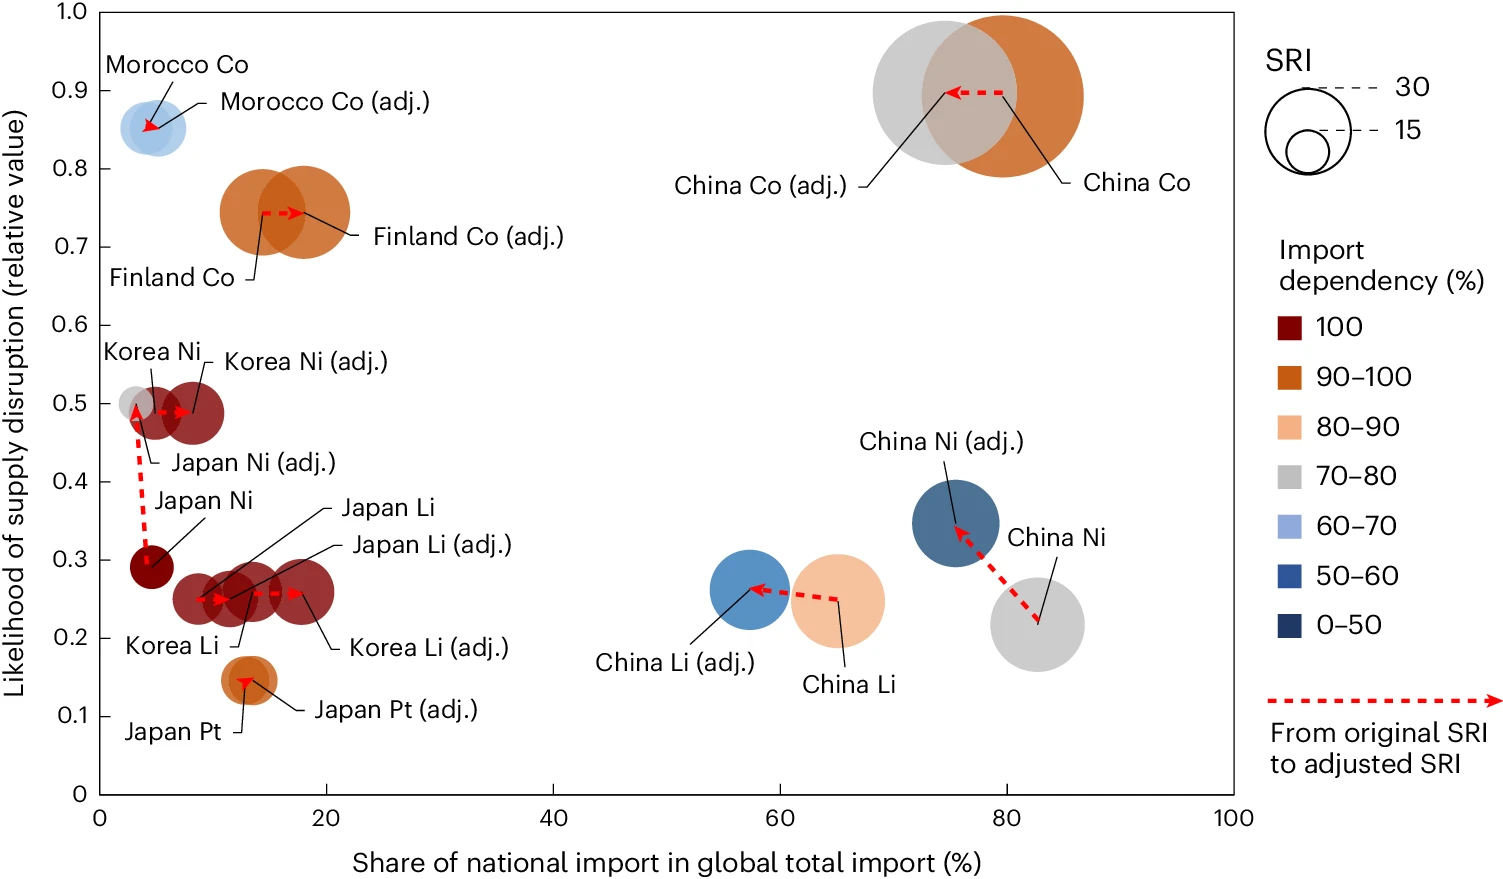 Likelihood of supply disruption (relative value)
1.0
0.9
0.8
0.7
0.6
0.5
0.4
0.3
0.2
0.1
0
0
20
40
60
80
100
Share of national import in global total import (%)
Morocco Co
Morocco Co (adj.)
China Co (adj.)
China Co
Finland Co (adj.)
Finland Co
Korea Ni
Korea Ni (adj.)
Japan Ni (adj.)
Japan Ni
Japan Li
Japan Li (adj.)
Korea Li
Korea Li (adj.)
Japan Pt (adj.)
Japan Pt
China Ni (adj.)
China Ni
China Li (adj.)
China Li
SRI
30
15
Import
dependency (%)
100
90–100
80–90
70–80
60–70
50–60
0–50
From original SRI
to adjusted SRI